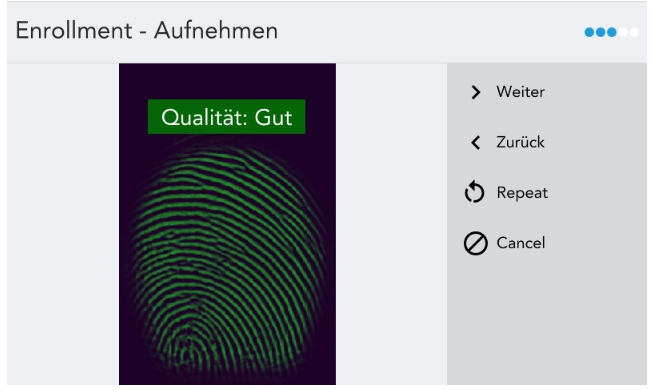 Enrollment - Aufnehmen
Qualität: Gut
Weiter
Zurück
Repeat
Cancel